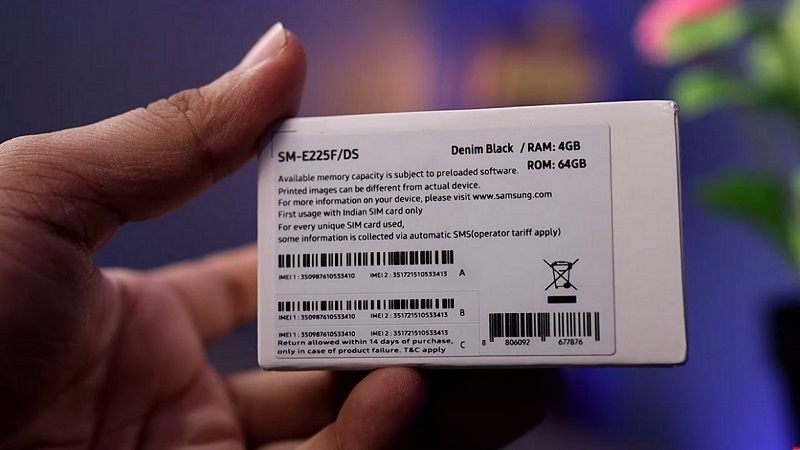 SM-E225F/DS
Denim Black / RAM: 4GB
ROM: 64GB
Available memory capacity is subject to preloaded software.
Printed images can be different from actual device.
For more information on your device, please visit www.samsung.com
First usage with Indian SIM card only
For every unique SIM card used,
some information is collected via automatic SMS(operator tariff apply)
IMEI 1 : 350987610533410 IMEI 2 : 351721510533413 A
IMEI 1 : 350987610533410 IMEI 2 : 351721510533413 B
IMEI 1 : 350987610533410 IMEI 2 : 351721510533413
Return allowed within 14 days of purchase,
only in case of product failure. T&C apply C
8 806092 677876